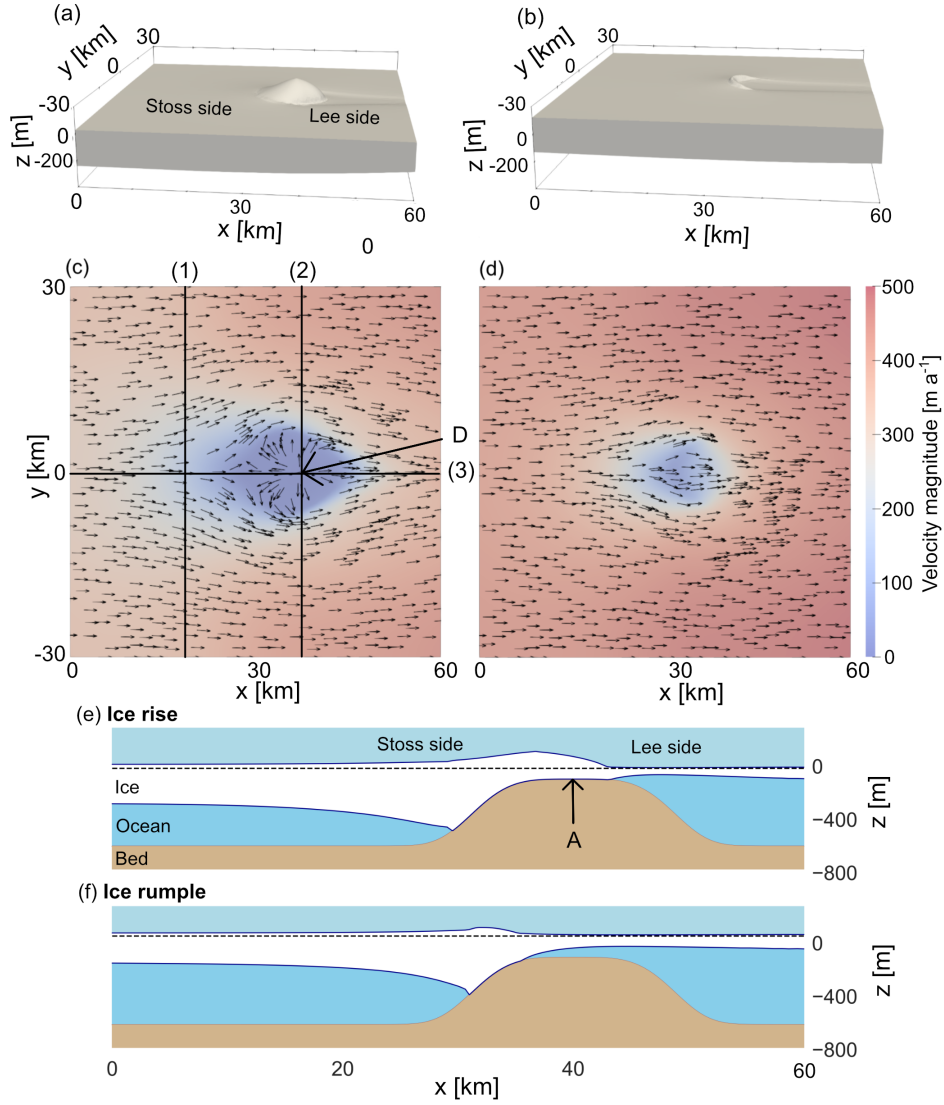 (a)
30
y [km]
0
-30
Stoss side
Lee side
z [m]
0
-200
0
30
60
x [km]
0
(b)
30
y [km]
0
-30
z [m]
0
-200
0
30
60
x [km]
(c)
(1)
(2)
30
D
(3)
y [km]
0
-30
0
30
60
x [km]
(d)
0
30
60
x [km]
500
400
300
200
100
0
Velocity magnitude [m a⁻¹]
(e) Ice rise
Stoss side
Lee side
0
Ice
−400
Ocean
A
Bed
−800
z [m]
(f) Ice rumple
0
−400
−800
z [m]
0
20
40
60
x [km]